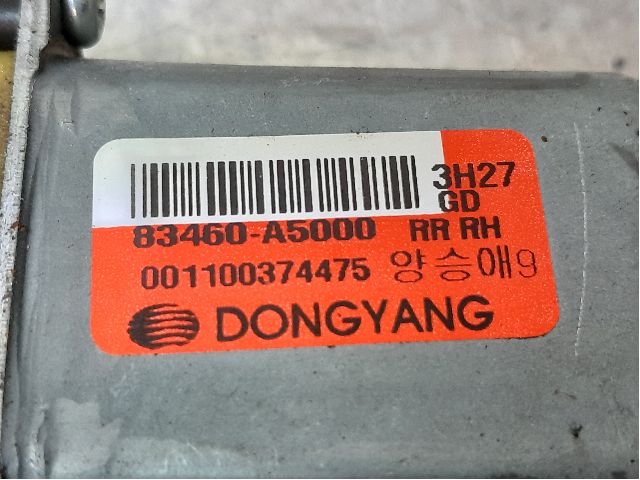 3H27
GD
83460-A5000 RR RH
001100374475 양승애9
DONGYANG